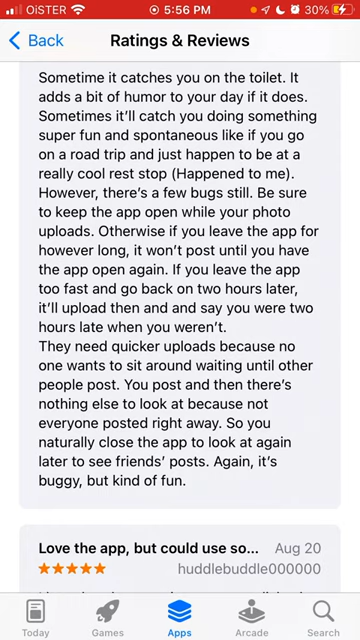 OiSTER
5:56 PM
30%
Back
Ratings & Reviews
Sometime it catches you on the toilet. It
adds a bit of humor to your day if it does.
Sometimes it’ll catch you doing something
super fun and spontaneous like if you go
on a road trip and just happen to be at a
really cool rest stop (Happened to me).
However, there’s a few bugs still. Be sure
to keep the app open while your photo
uploads. Otherwise if you leave the app for
however long, it won’t post until you have
the app open again. If you leave the app
too fast and go back on two hours later,
it’ll upload then and and say you were two
hours late when you weren’t.
They need quicker uploads because no
one wants to sit around waiting until other
people post. You post and then there’s
nothing else to look at because not
everyone posted right away. So you
naturally close the app to look at again
later to see friends’ posts. Again, it’s
buggy, but kind of fun.
Love the app, but could use so... Aug 20
huddlebuddle000000
Today Games Apps Arcade Search